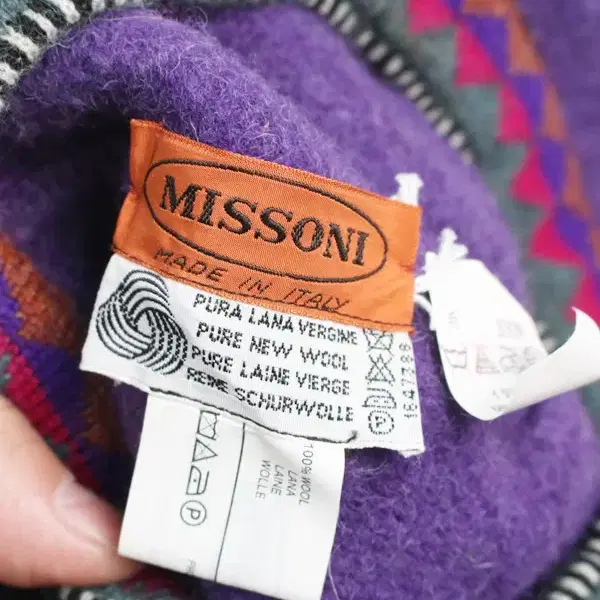 MISSONI
MADE IN ITALY
PURA LANA VERGINE
PURE NEW WOOL
PURE LAINE VIERGE
REINE SCHURWOLLE
1647388
100% WOOL
LANA
LAINE
WOLLE
A
P